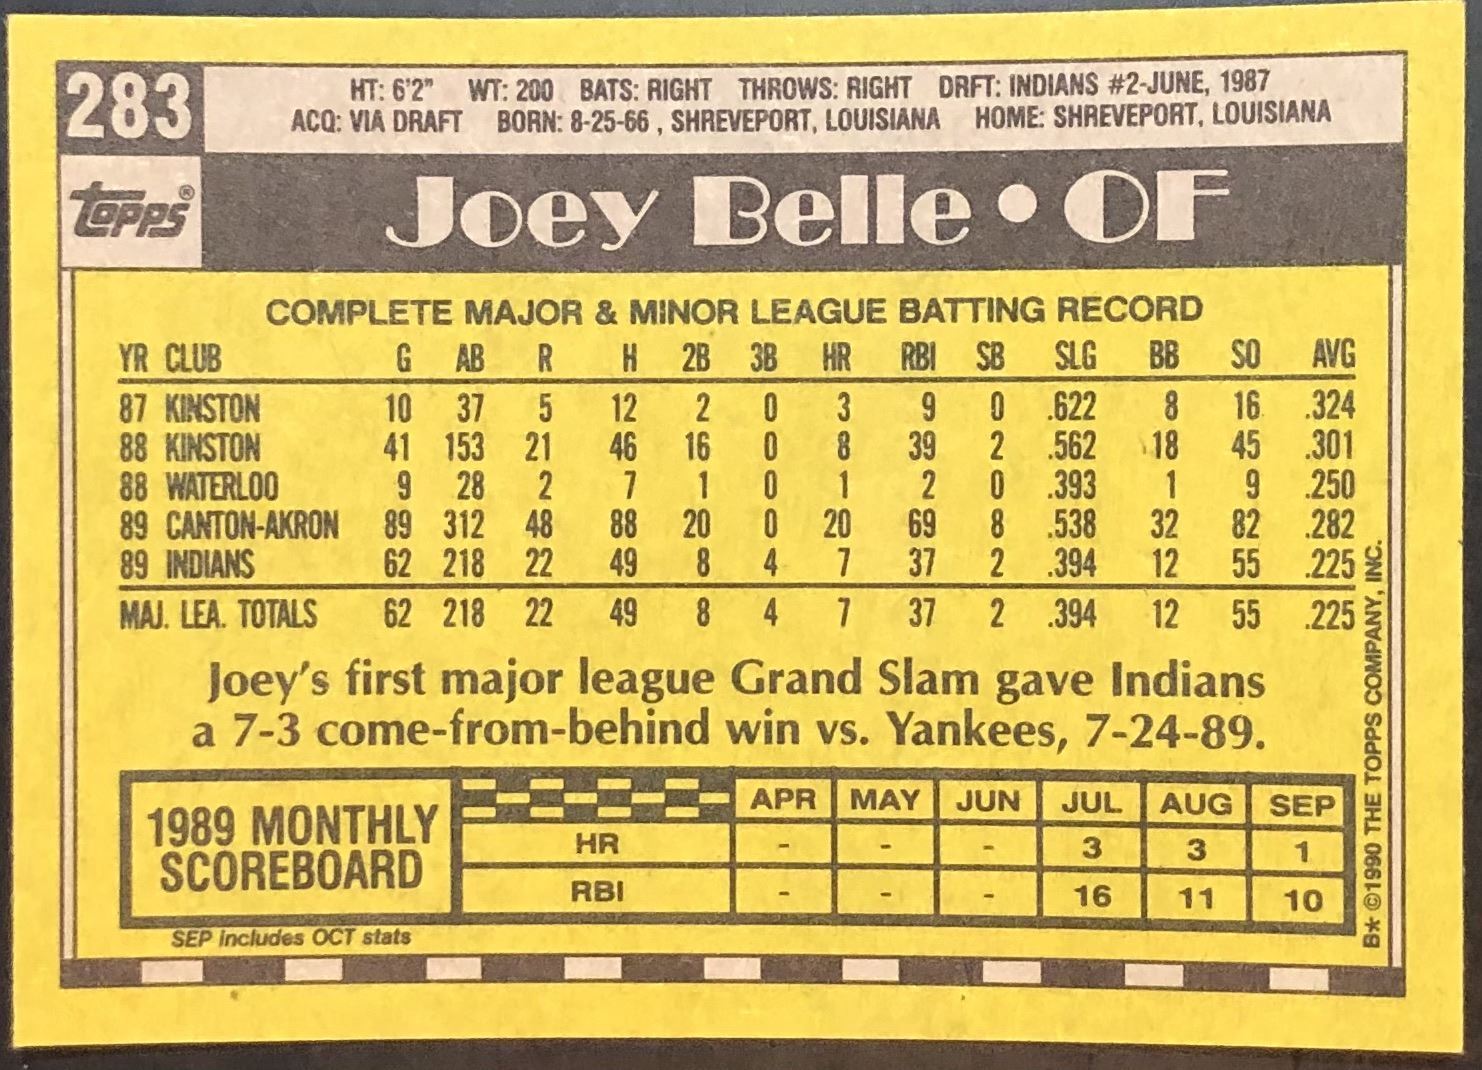 283
HT: 6'2" WT: 200 BATS: RIGHT THROWS: RIGHT DRFT: INDIANS #2-JUNE, 1987
ACQ: VIA DRAFT BORN: 8-25-66 , SHREVEPORT, LOUISIANA HOME: SHREVEPORT, LOUISIANA
Topps®
Joey Belle • OF
COMPLETE MAJOR & MINOR LEAGUE BATTING RECORD
YR CLUB G AB R H 2B 3B HR RBI SB SLG BB SO AVG
87 KINSTON 10 37 5 12 2 0 3 9 0 .622 8 16 .324
88 KINSTON 41 153 21 46 16 0 8 39 2 .562 18 45 .301
88 WATERLOO 9 28 2 7 1 0 1 2 0 .393 1 9 .250
89 CANTON-AKRON 89 312 48 88 20 0 20 69 8 .538 32 82 .282
89 INDIANS 62 218 22 49 8 4 7 37 2 .394 12 55 .225
MAJ. LEA. TOTALS 62 218 22 49 8 4 7 37 2 .394 12 55 .225
Joey's first major league Grand Slam gave Indians
a 7-3 come-from-behind win vs. Yankees, 7-24-89.
1989 MONTHLY
SCOREBOARD
APR MAY JUN JUL AUG SEP
HR - - - 3 3 1
RBI - - - 16 11 10
SEP includes OCT stats
B* ©1990 THE TOPPS COMPANY, INC.